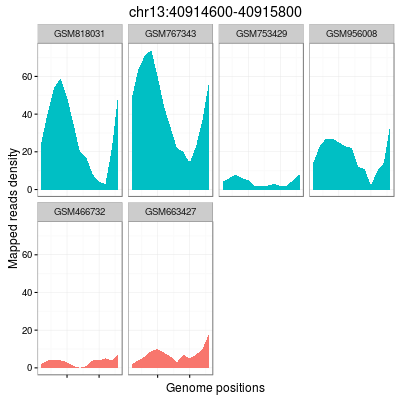 chr13:40914600-40915800
GSM818031 GSM767343 GSM753429 GSM956008
60
40
20
0
Mapped reads density
GSM466732 GSM663427
60
40
20
0
Genome positions